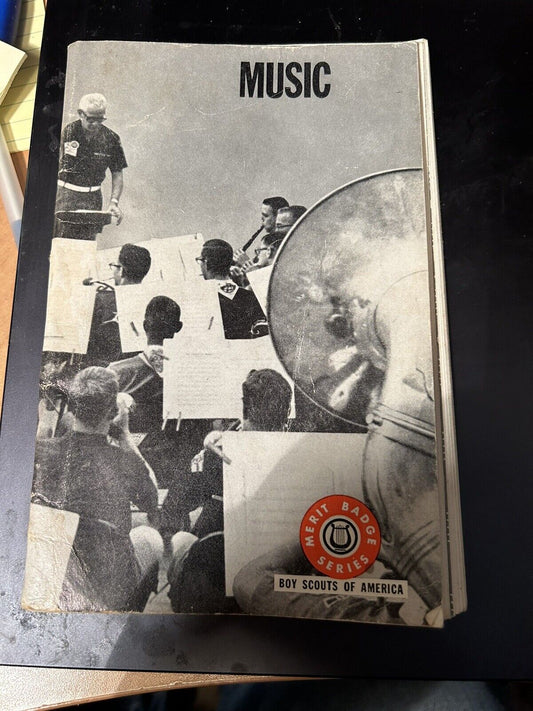 MUSIC
MERIT BADGE
SERIES
BOY SCOUTS OF AMERICA